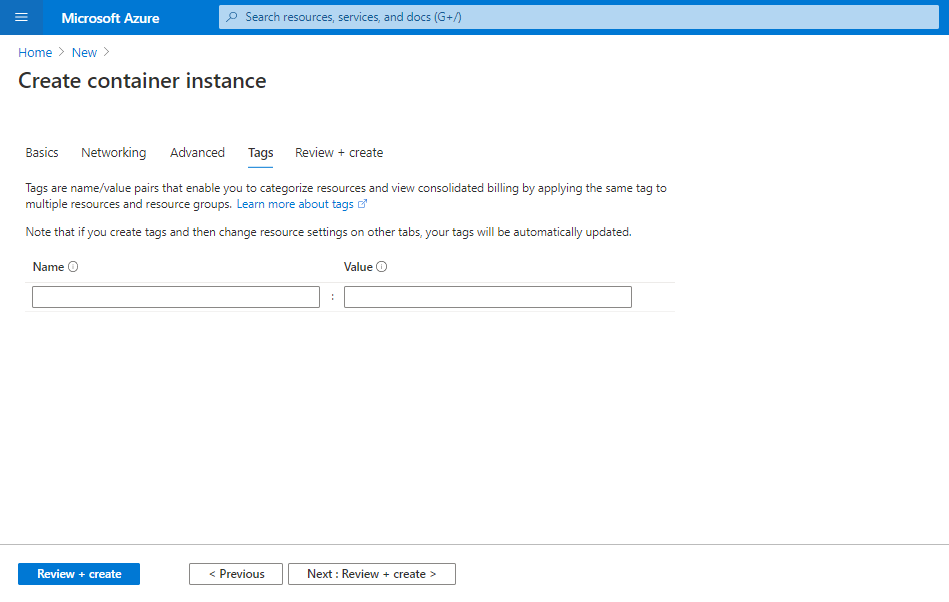 Microsoft Azure
Search resources, services, and docs (G+/)
Home > New >
Create container instance
Basics Networking Advanced Tags Review + create
Tags are name/value pairs that enable you to categorize resources and view consolidated billing by applying the same tag to
multiple resources and resource groups. Learn more about tags
Note that if you create tags and then change resource settings on other tabs, your tags will be automatically updated.
Name Value
:
Review + create < Previous Next : Review + create >